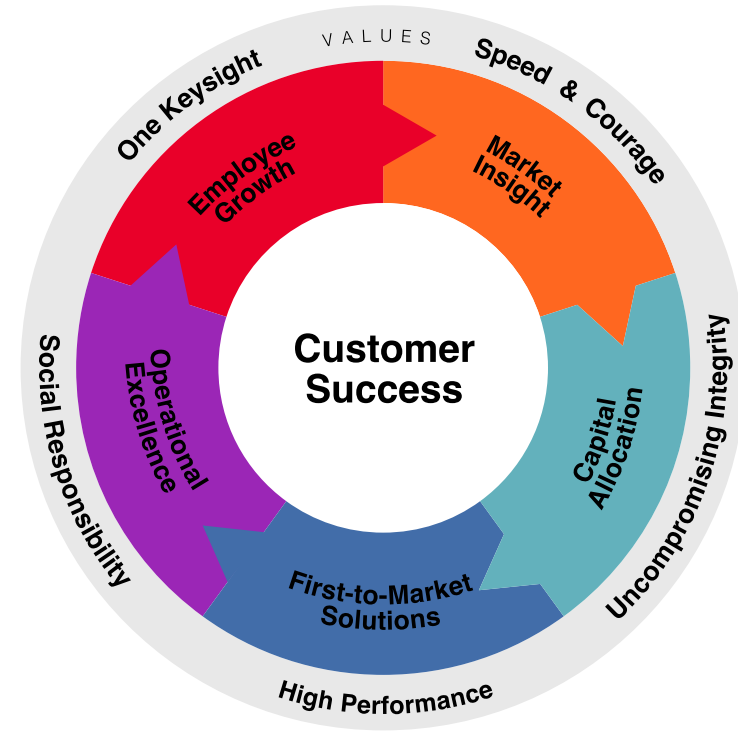 VALUES
One Keysight
Speed & Courage
Uncompromising Integrity
High Performance
Social Responsibility
Employee
Growth
Market
Insight
Capital
Allocation
First-to-Market
Solutions
Operational
Excellence
Customer
Success